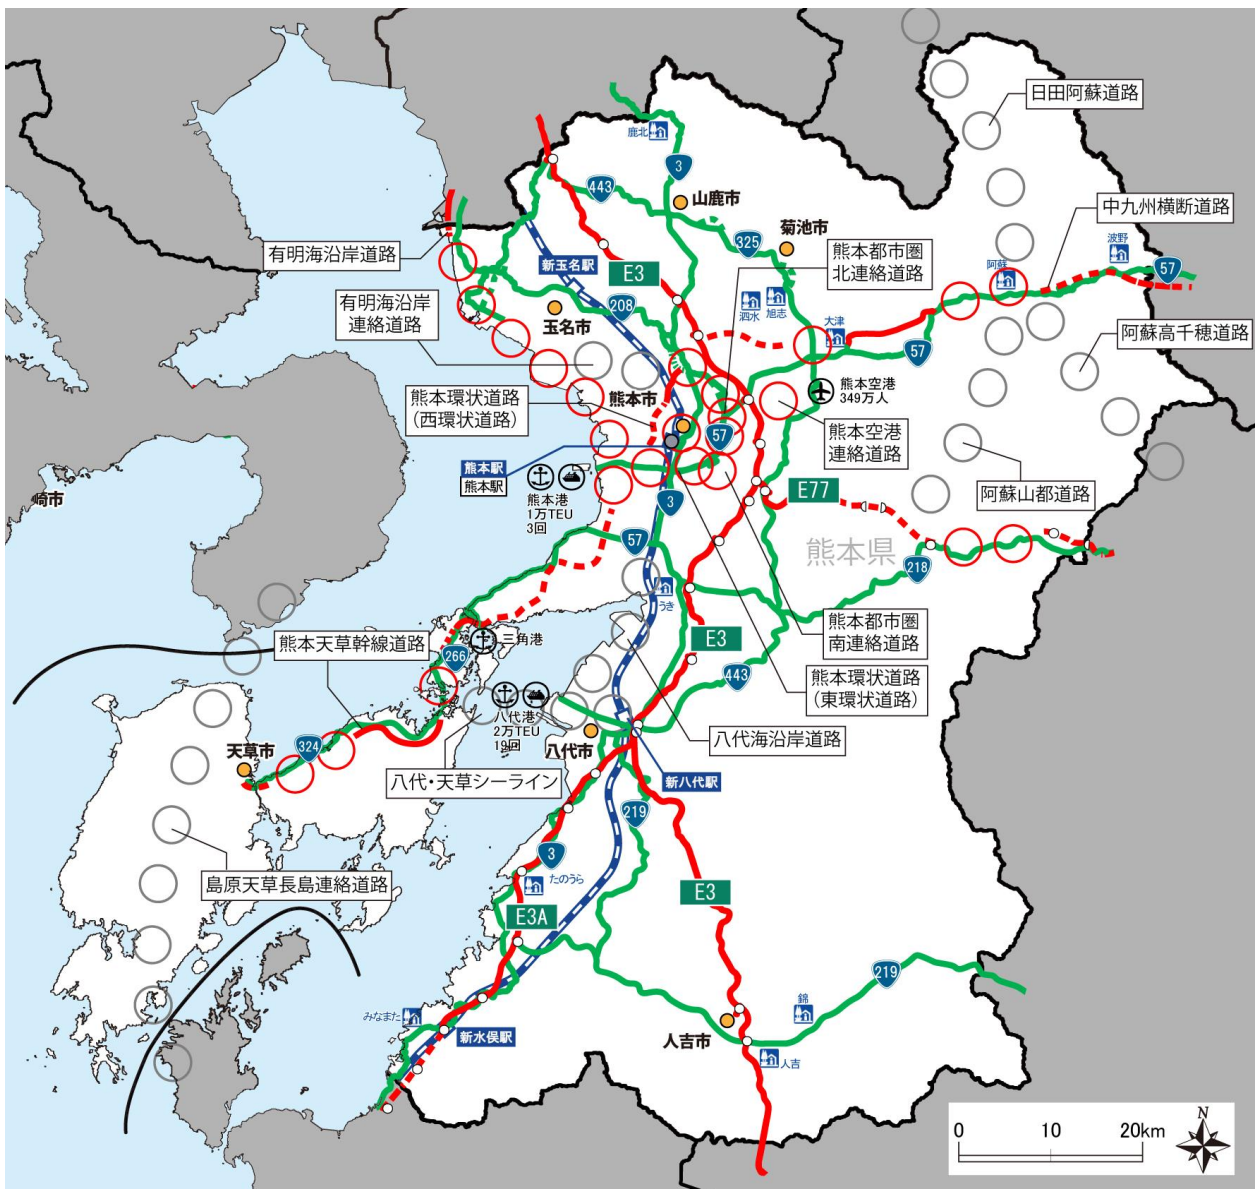 日田阿蘇道路
鹿北
3
443
山鹿市
中九州横断道路
菊池市
熊本都市圏
北連絡道路
325
波野
有明海沿岸道路
新玉名駅
E3
阿蘇
57
有明海沿岸
連絡道路
208
泗水
旭志
大津
玉名市
57
阿蘇高千穂道路
熊本環状道路
(西環状道路)
熊本市
熊本空港
349万人
57
熊本空港
連絡道路
熊本駅
熊本駅
崎市
熊本港
1万TEU
3回
3
E77
阿蘇山都道路
57
熊本県
218
うき
熊本都市圏
南連絡道路
熊本天草幹線道路
三角港
E3
266
443
熊本環状道路
(東環状道路)
八代港
2万TEU
19回
八代市
八代海沿岸道路
天草市
324
八代・天草シーライン
新八代駅
219
3
たのうら
島原天草長島連絡道路
E3
E3A
219
錦
みなまた
新水俣駅
人吉市
人吉
N
0
10
20km